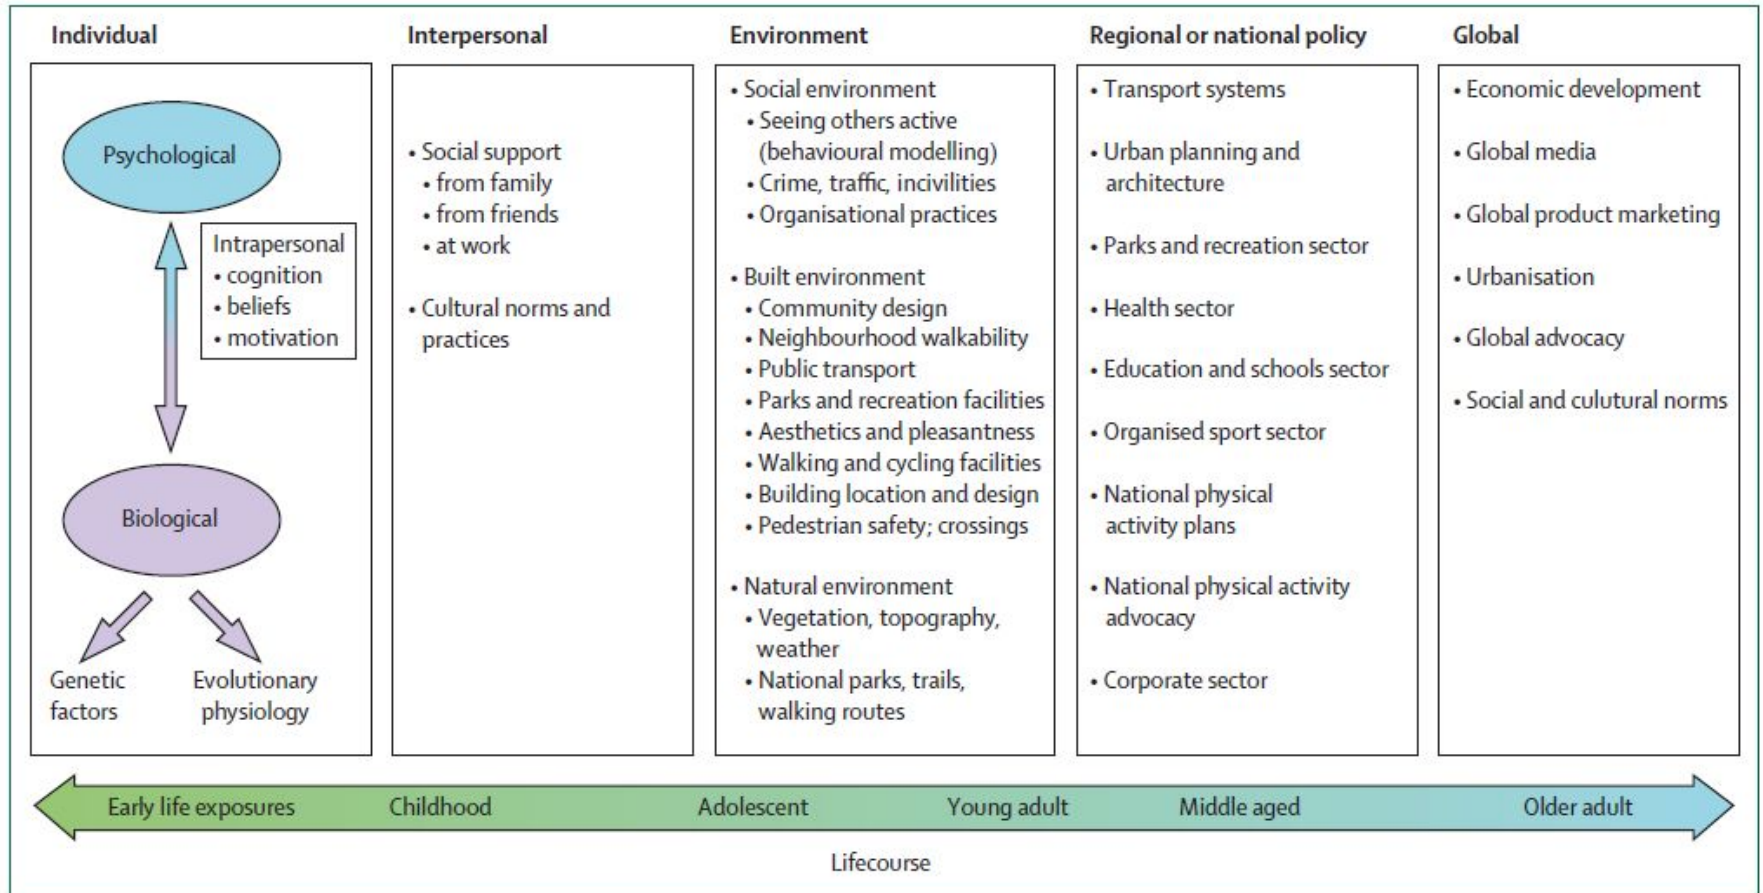 Individual
Psychological
Intrapersonal
• cognition
• beliefs
• motivation
Biological
Genetic
factors
Evolutionary
physiology
Interpersonal
• Social support
• from family
• from friends
• at work
• Cultural norms and
practices
Environment
• Social environment
• Seeing others active
(behavioural modelling)
• Crime, traffic, incivilities
• Organisational practices
• Built environment
• Community design
• Neighbourhood walkability
• Public transport
• Parks and recreation facilities
• Aesthetics and pleasantness
• Walking and cycling facilities
• Building location and design
• Pedestrian safety; crossings
• Natural environment
• Vegetation, topography,
weather
• National parks, trails,
walking routes
Regional or national policy
• Transport systems
• Urban planning and
architecture
• Parks and recreation sector
• Health sector
• Education and schools sector
• Organised sport sector
• National physical
activity plans
• National physical activity
advocacy
• Corporate sector
Global
• Economic development
• Global media
• Global product marketing
• Urbanisation
• Global advocacy
• Social and culutural norms
Early life exposures Childhood Adolescent Young adult Middle aged Older adult
Lifecourse